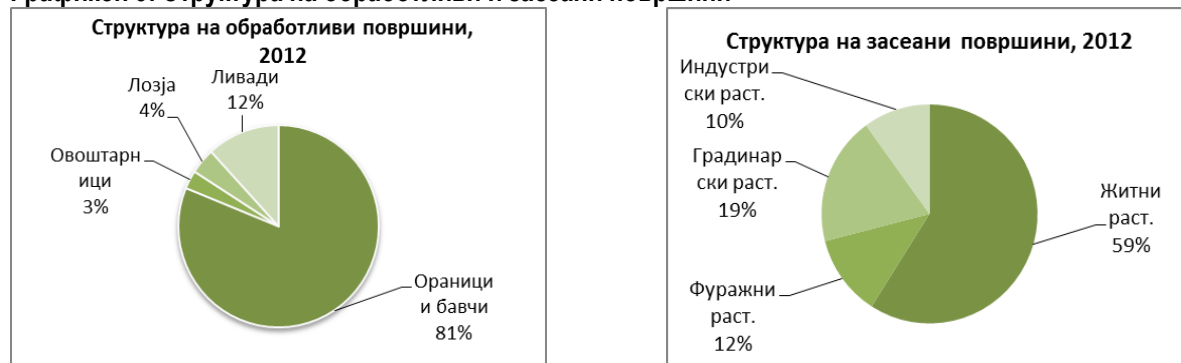 Структура на обработливи површини,
2012
Лозја
4%
Ливади
12%
Овоштарн
ици
3%
Ораници
и бавчи
81%
Структура на засеани површини, 2012
Индустри
ски раст.
10%
Градинар
ски раст.
19%
Житни
раст.
59%
Фуражни
раст.
12%